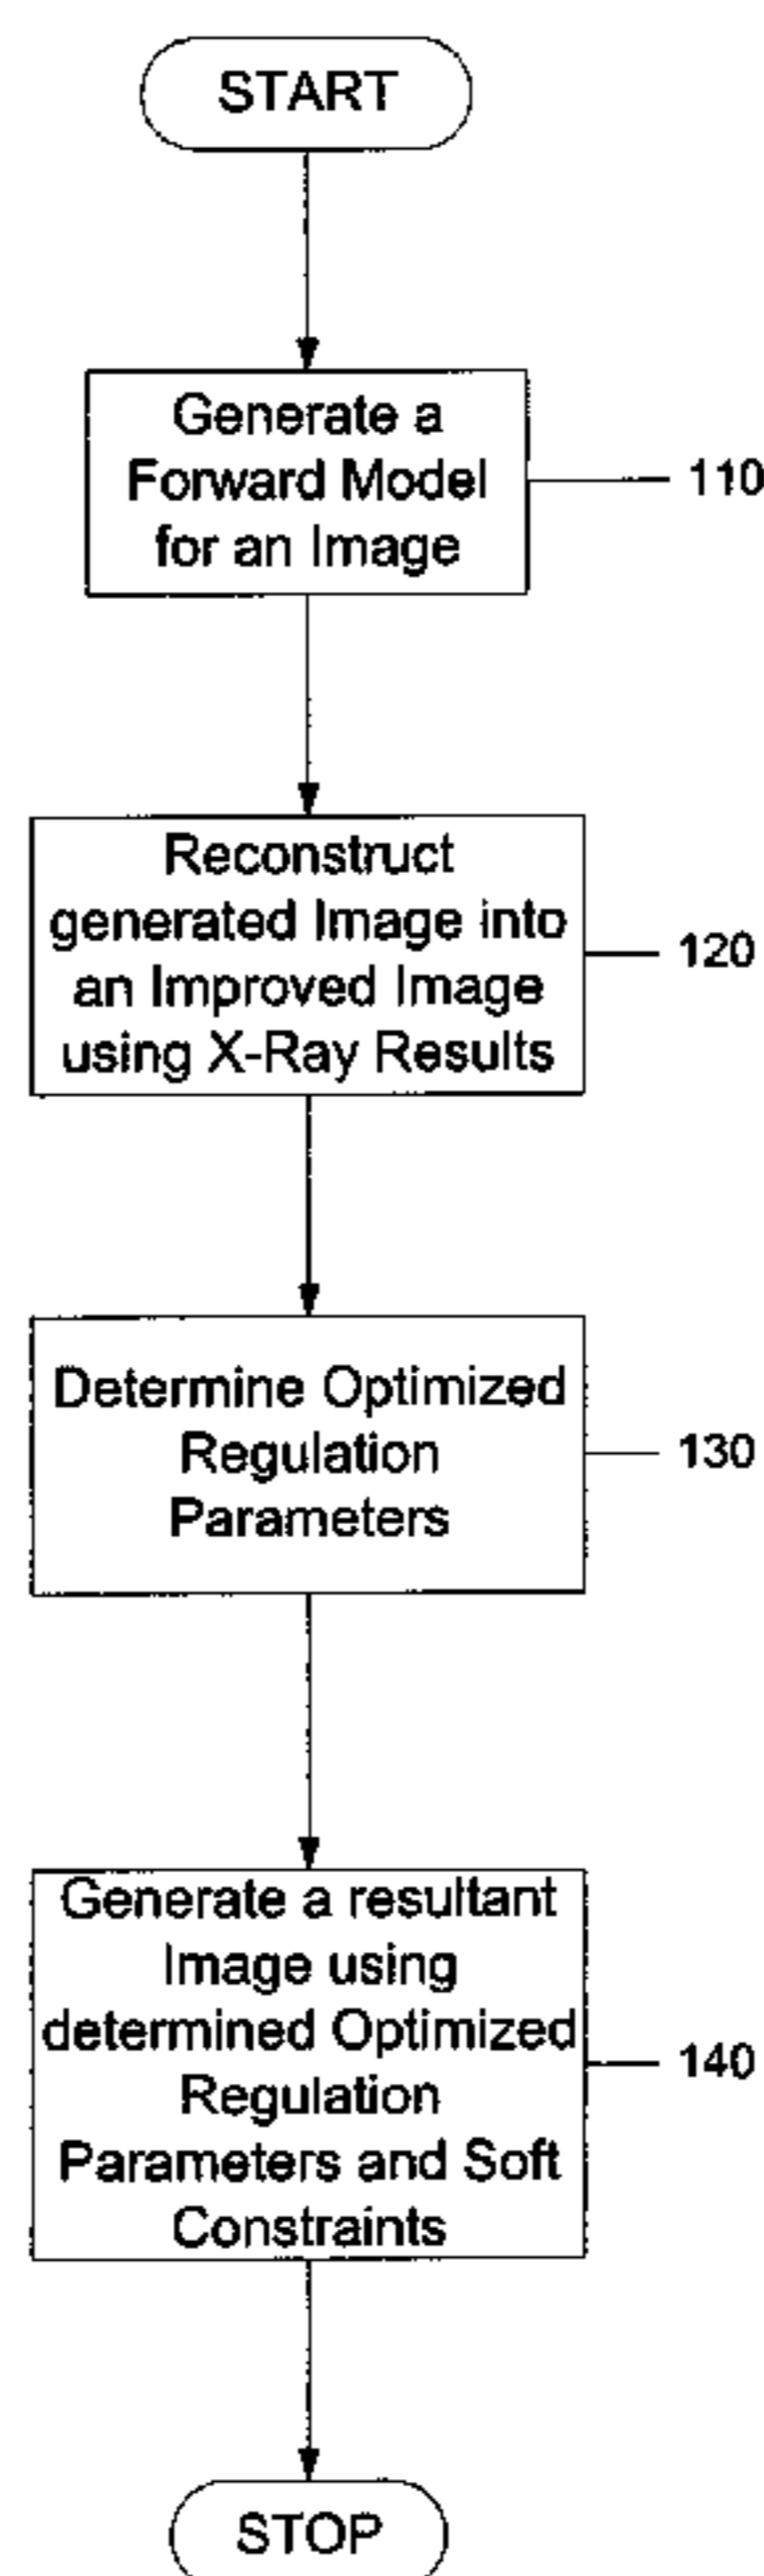 START
Generate a
Forward Model
for an Image
110
Reconstruct
generated Image into
an Improved Image
using X-Ray Results
120
Determine Optimized
Regulation
Parameters
130
Generate a resultant
Image using
determined Optimized
Regulation
Parameters and Soft
Constraints
140
STOP